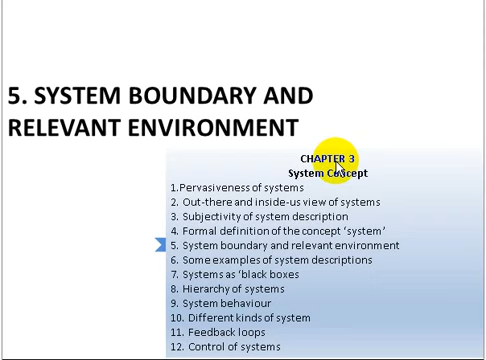 5. SYSTEM BOUNDARY AND
RELEVANT ENVIRONMENT
CHAPTER 3
System Concept
1.Pervasiveness of systems
2. Out-there and inside-us view of systems
3. Subjectivity of system description
4. Formal definition of the concept ‘system’
5. System boundary and relevant environment
6. Some examples of system descriptions
7. Systems as ‘black boxes
8. Hierarchy of systems
9. System behaviour
10. Different kinds of system
11. Feedback loops
12. Control of systems